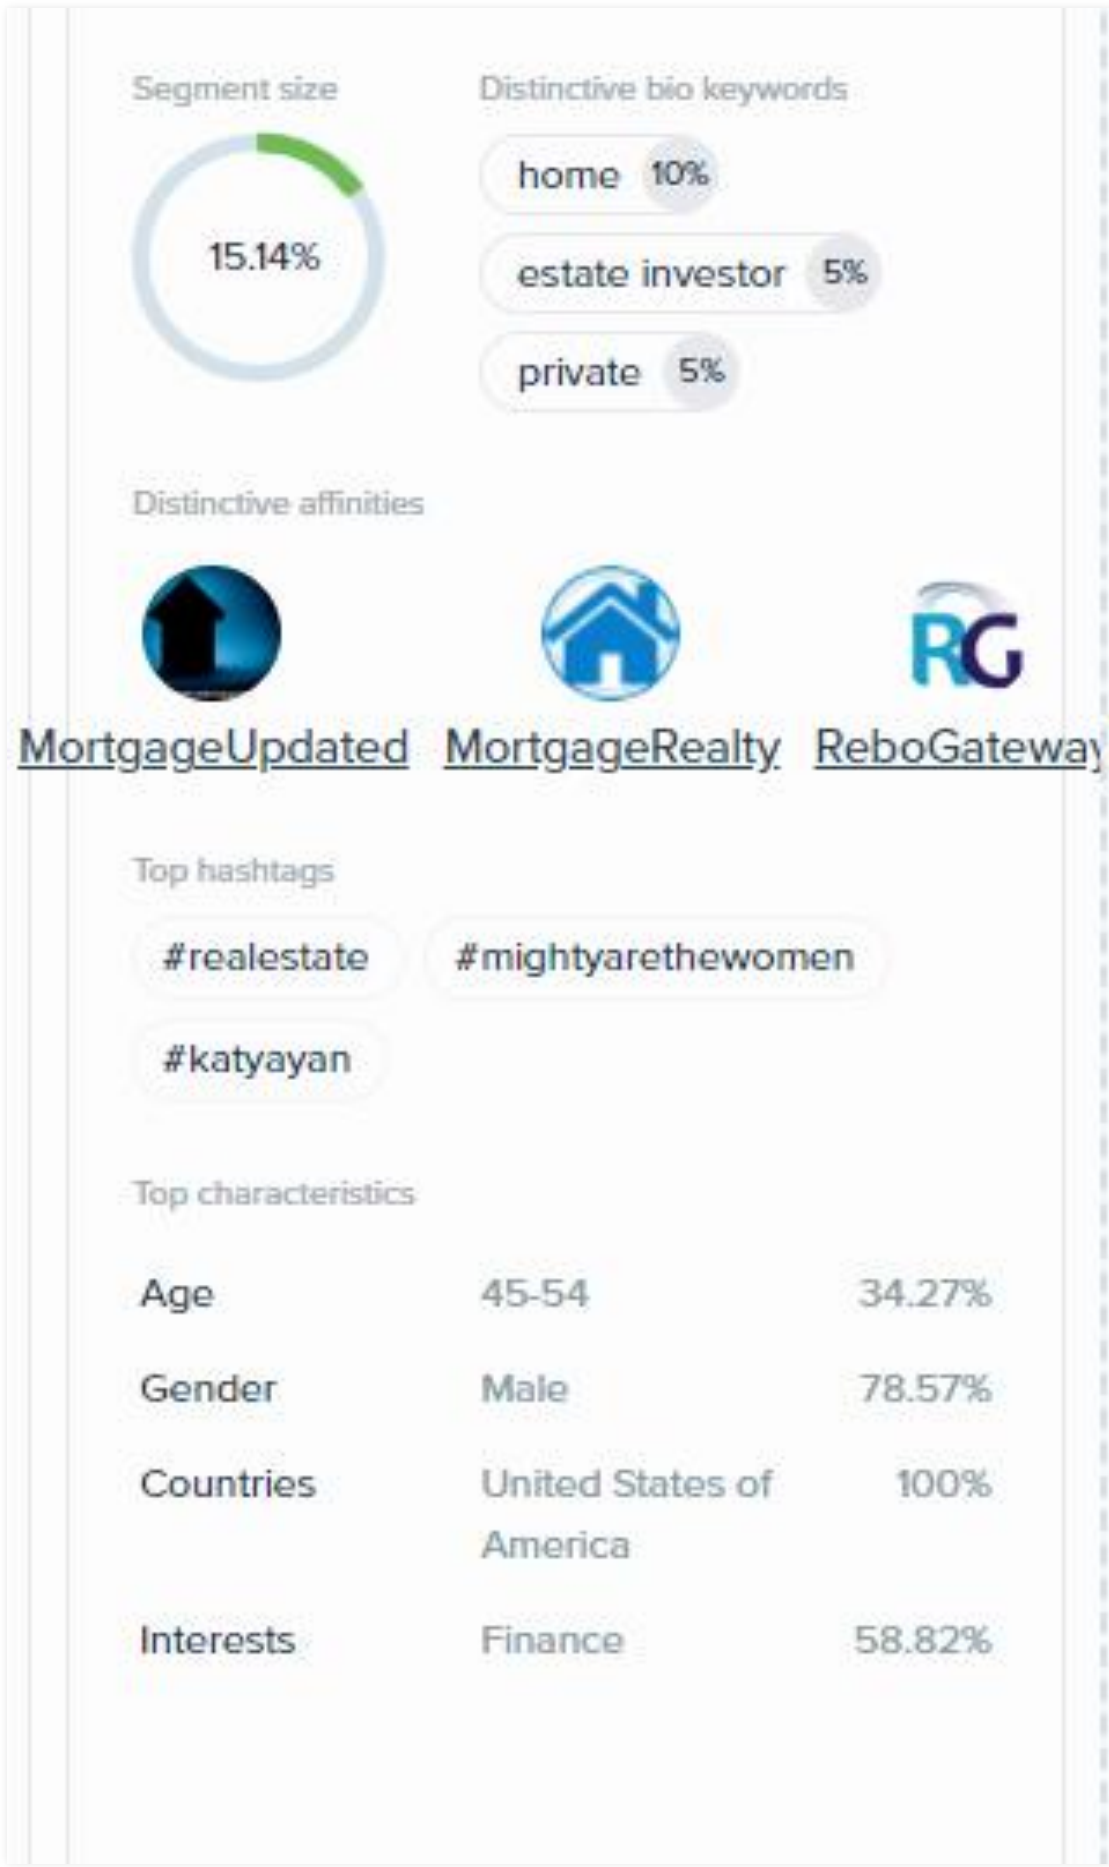 Segment size
Distinctive bio keywords
15.14%
home 10%
estate investor 5%
private 5%
Distinctive affinities
RG
MortgageUpdated MortgageRealty ReboGateway
Top hashtags
#realestate #mightyarethewomen
#katyayan
Top characteristics
Age 45-54 34.27%
Gender Male 78.57%
Countries United States of 100%
America
Interests Finance 58.82%